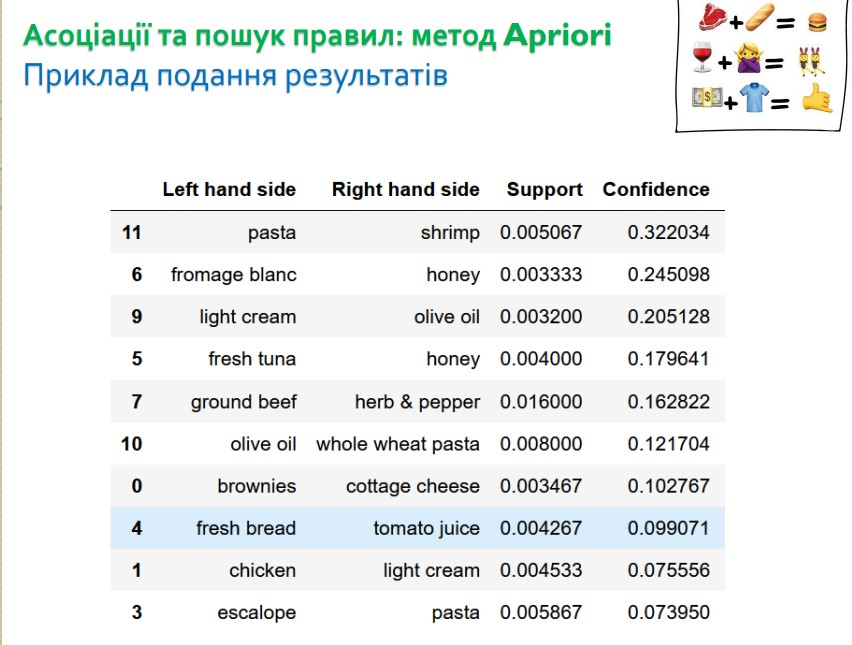 Асоціації та пошук правил: метод Apriori
Приклад подання результатів
Left hand side Right hand side Support Confidence
11 pasta shrimp 0.005067 0.322034
6 fromage blanc honey 0.003333 0.245098
9 light cream olive oil 0.003200 0.205128
5 fresh tuna honey 0.004000 0.179641
7 ground beef herb & pepper 0.016000 0.162822
10 olive oil whole wheat pasta 0.008000 0.121704
0 brownies cottage cheese 0.003467 0.102767
4 fresh bread tomato juice 0.004267 0.099071
1 chicken light cream 0.004533 0.075556
3 escalope pasta 0.005867 0.073950